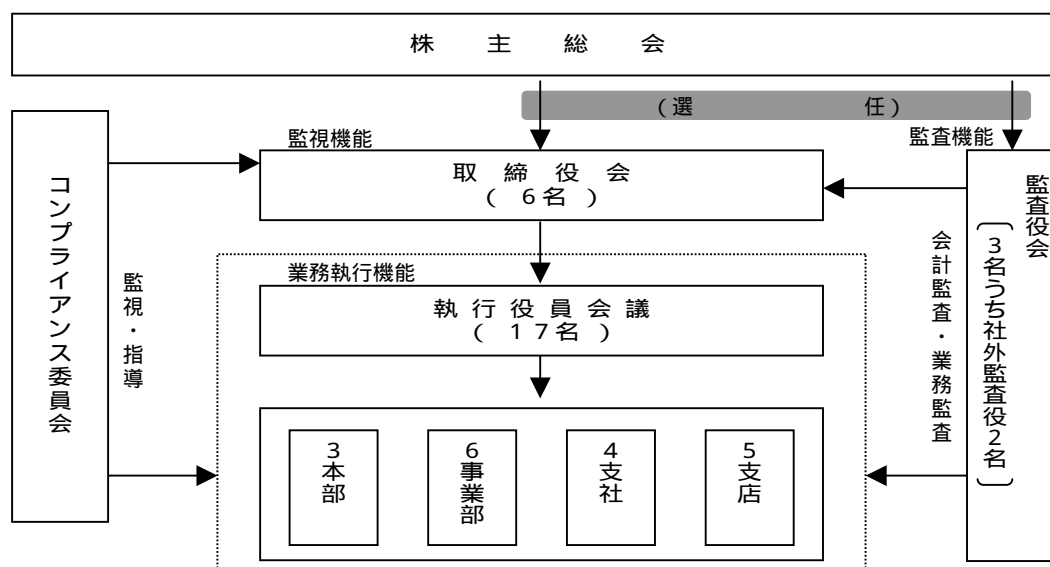 株主総会
(選任)
監視機能
監査機能
取締役会
(6名)
コンプライアンス委員会
監視・指導
業務執行機能
執行役員会議
(17名)
3本部
6事業部
4支社
5支店
会計監査・業務監査
監査役会
〔3名うち社外監査役2名〕